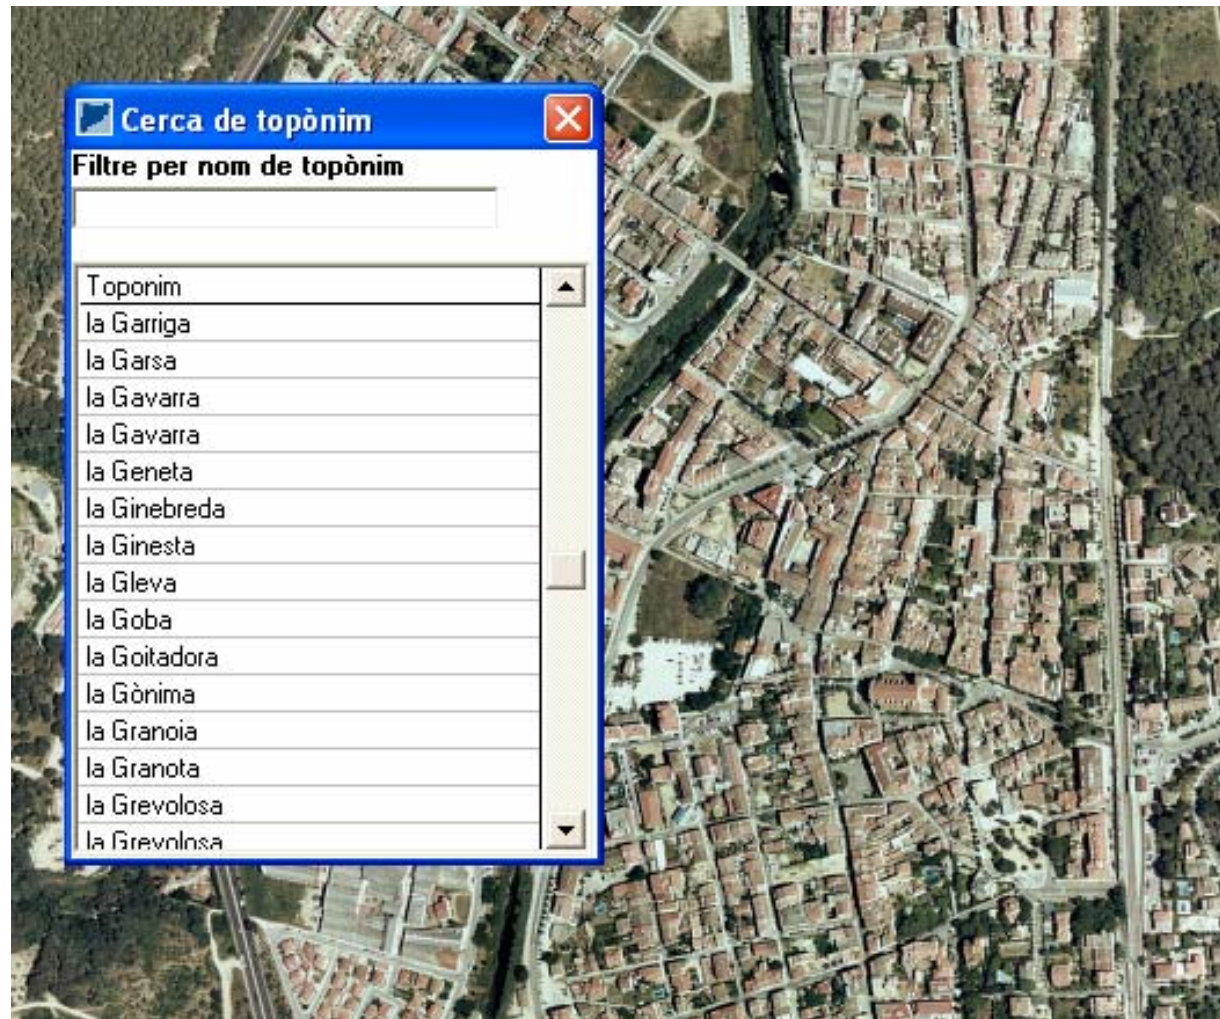 Cerca de topònim
Filtre per nom de topònim
Toponim
la Garriga
la Garsa
la Gavarra
la Gavarra
la Geneta
la Ginebreda
la Ginesta
la Gleva
la Goba
la Goitadora
la Gònima
la Granoia
la Granota
la Grevolosa
la Grevolosa